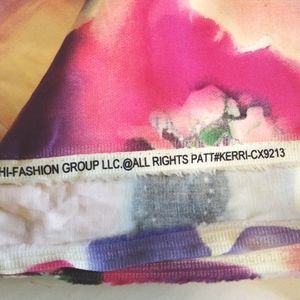 HI-FASHION GROUP LLC.@ALL RIGHTS PATT#KERRI-CX9213